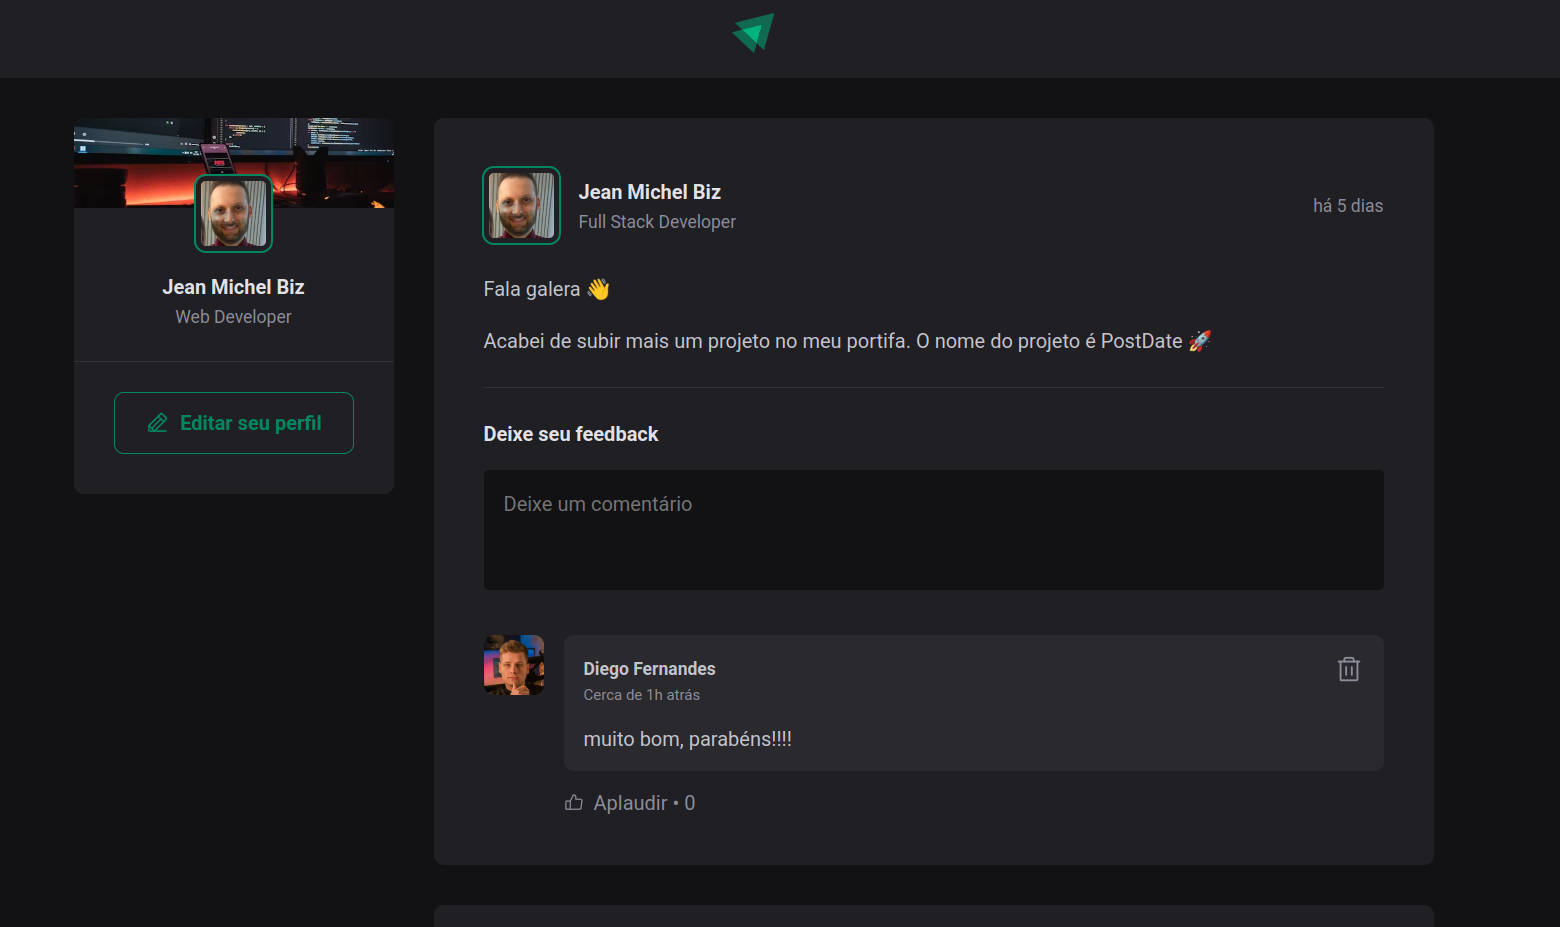 Jean Michel Biz
Web Developer
Editar seu perfil
Jean Michel Biz
Full Stack Developer
há 5 dias
Fala galera 👋
Acabei de subir mais um projeto no meu portifa. O nome do projeto é PostDate 🚀
Deixe seu feedback
Deixe um comentário
Diego Fernandes
Cerca de 1h atrás
muito bom, parabéns!!!!
Aplaudir • 0